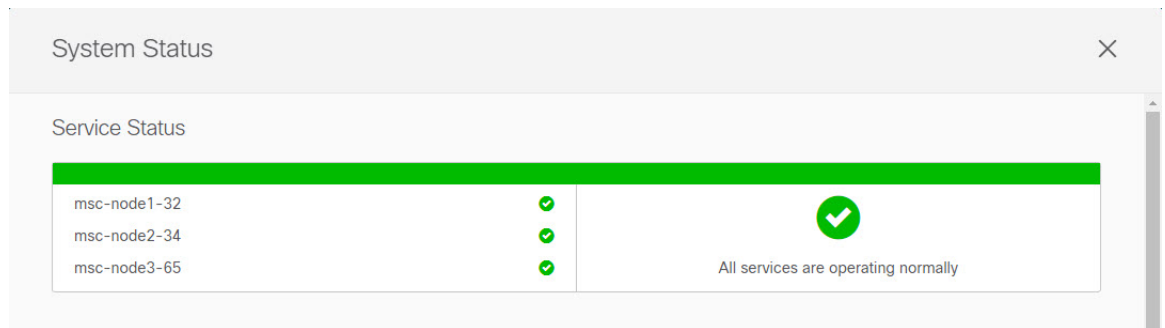 System Status
Service Status
msc-node1-32
msc-node2-34
msc-node3-65
All services are operating normally